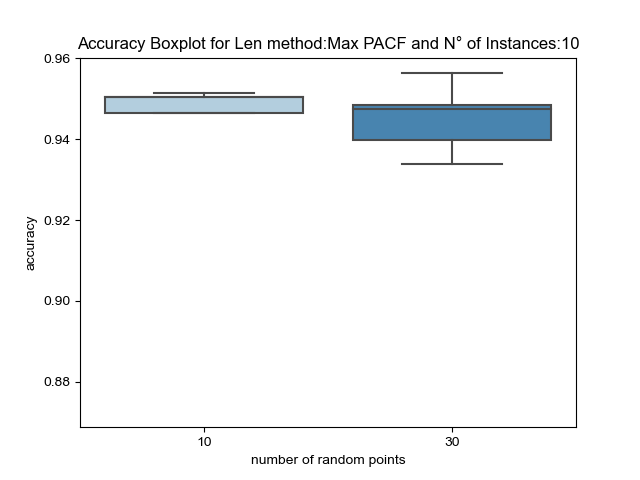 Accuracy Boxplot for Len method:Max PACF and N° of Instances:10
0.96
0.94
0.92
0.90
0.88
accuracy
10
30
number of random points